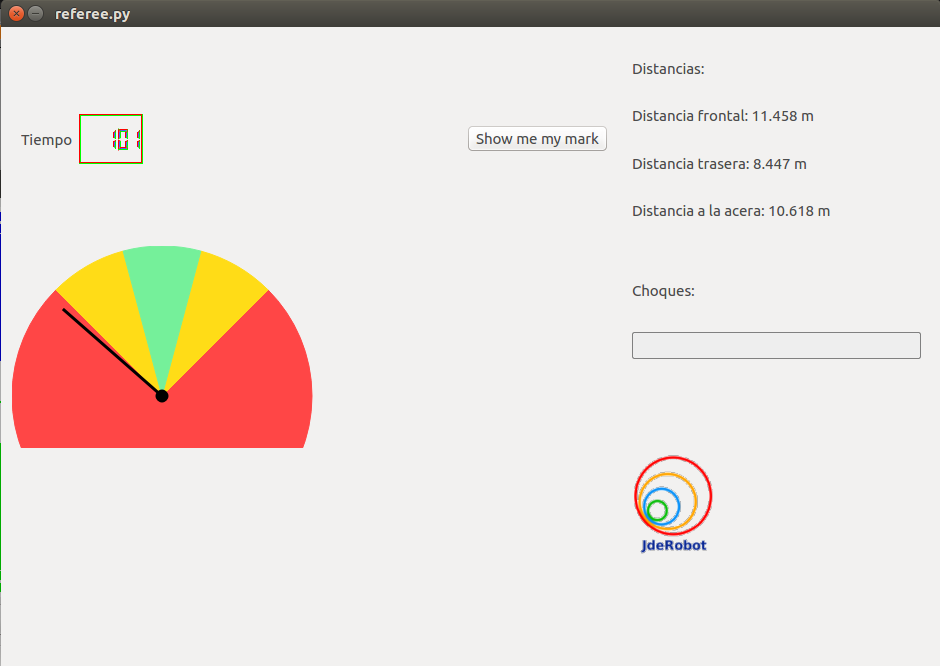 referee.py
Tiempo
Show me my mark
Distancias:
Distancia frontal: 11.458 m
Distancia trasera: 8.447 m
Distancia a la acera: 10.618 m
Choques:
JdeRobot